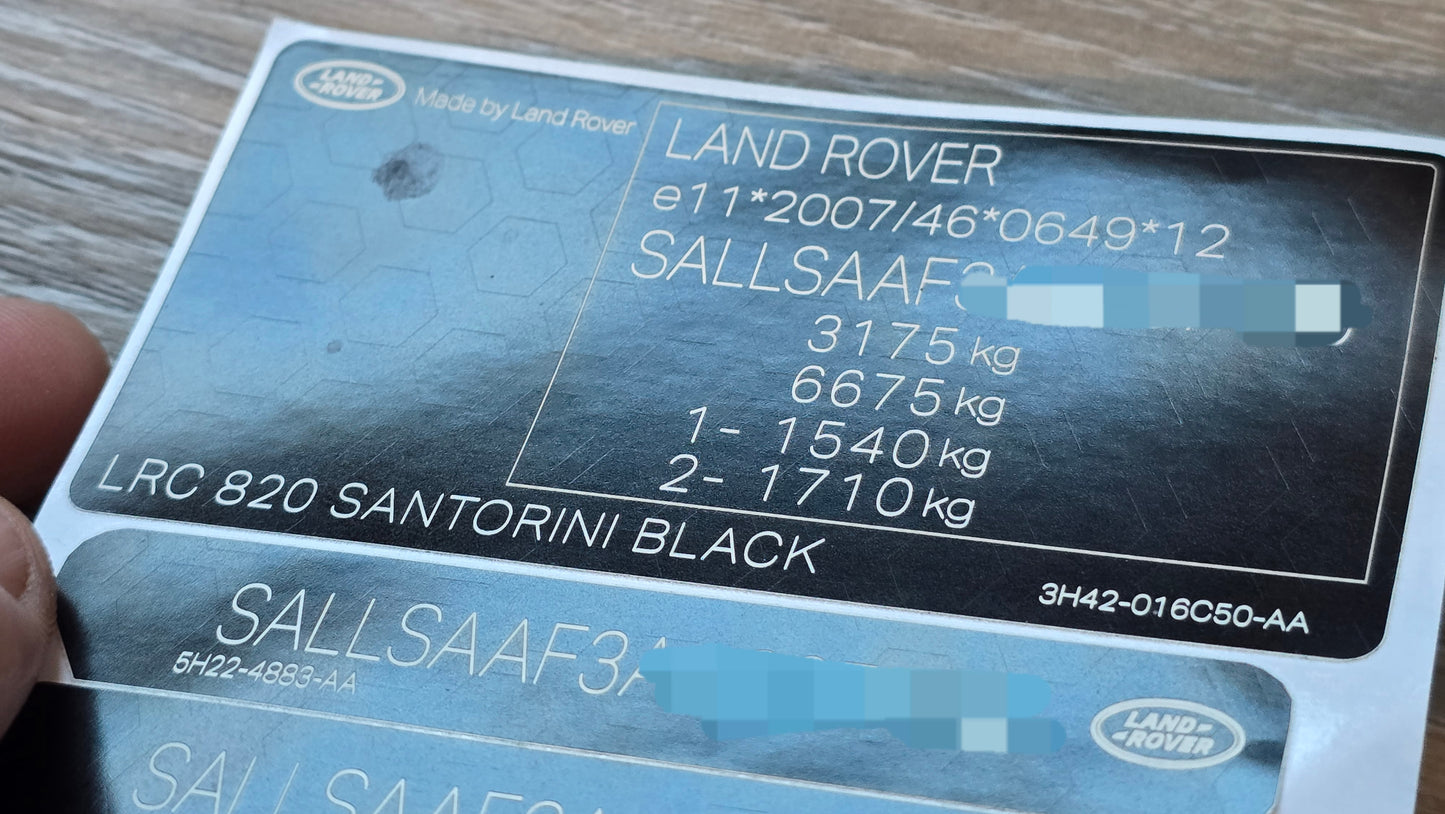 LAND ROVER
Made by Land Rover
LAND ROVER
e11*2007/46*0649*12
SALLSAAF3
3175 kg
6675 kg
1- 1540 kg
2- 1710 kg
LRC 820 SANTORINI BLACK
3H42-016C50-AA
SALLSAAF3A
5H22-4883-AA
LAND ROVER
SALLSAAF3A